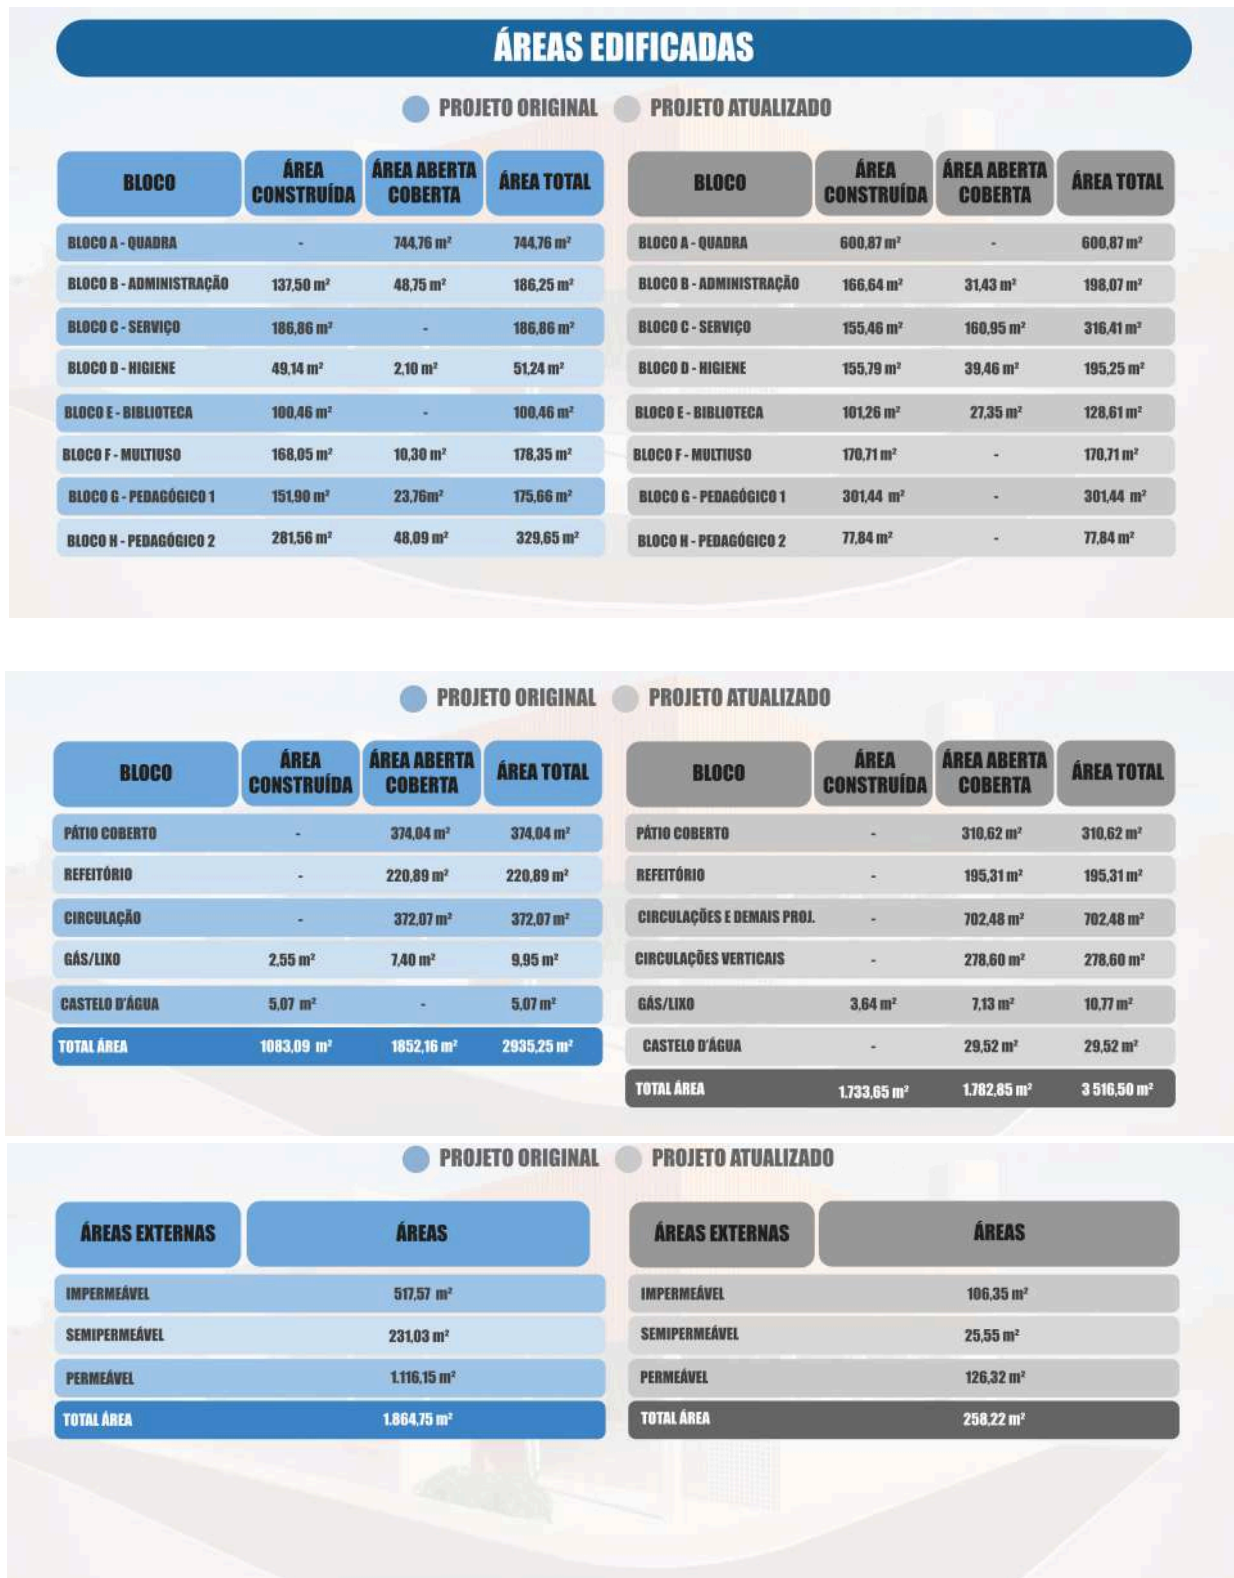 ÁREAS EDIFICADAS
PROJETO ORIGINAL PROJETO ATUALIZADO
BLOCO ÁREA CONSTRUÍDA ÁREA ABERTA COBERTA ÁREA TOTAL
BLOCO A - QUADRA - 744,76 m² 744,76 m²
BLOCO B - ADMINISTRAÇÃO 137,50 m² 48,75 m² 186,25 m²
BLOCO C - SERVIÇO 186,86 m² - 186,86 m²
BLOCO D - HIGIENE 49,14 m² 2,10 m² 51,24 m²
BLOCO E - BIBLIOTECA 100,46 m² - 100,46 m²
BLOCO F - MULTIUSO 168,05 m² 10,30 m² 178,35 m²
BLOCO G - PEDAGÓGICO 1 151,90 m² 23,76m² 175,66 m²
BLOCO H - PEDAGÓGICO 2 281,56 m² 48,09 m² 329,65 m²
BLOCO ÁREA CONSTRUÍDA ÁREA ABERTA COBERTA ÁREA TOTAL
BLOCO A - QUADRA 600,87 m² - 600,87 m²
BLOCO B - ADMINISTRAÇÃO 166,64 m² 31,43 m² 198,07 m²
BLOCO C - SERVIÇO 155,46 m² 160,95 m² 316,41 m²
BLOCO D - HIGIENE 155,79 m² 39,46 m² 195,25 m²
BLOCO E - BIBLIOTECA 101,26 m² 27,35 m² 128,61 m²
BLOCO F - MULTIUSO 170,71 m² - 170,71 m²
BLOCO G - PEDAGÓGICO 1 301,44 m² - 301,44 m²
BLOCO H - PEDAGÓGICO 2 77,84 m² - 77,84 m²
PROJETO ORIGINAL PROJETO ATUALIZADO
BLOCO ÁREA CONSTRUÍDA ÁREA ABERTA COBERTA ÁREA TOTAL
PÁTIO COBERTO - 374,04 m² 374,04 m²
REFEITÓRIO - 220,89 m² 220,89 m²
CIRCULAÇÃO - 372,07 m² 372,07 m²
GÁS/LIXO 2,55 m² 7,40 m² 9,95 m²
CASTELO D'ÁGUA 5,07 m² - 5,07 m²
TOTAL ÁREA 1083,09 m² 1852,16 m² 2935,25 m²
BLOCO ÁREA CONSTRUÍDA ÁREA ABERTA COBERTA ÁREA TOTAL
PÁTIO COBERTO - 310,62 m² 310,62 m²
REFEITÓRIO - 195,31 m² 195,31 m²
CIRCULAÇÕES E DEMAIS PROJ. - 702,48 m² 702,48 m²
CIRCULAÇÕES VERTICAIS - 278,60 m² 278,60 m²
GÁS/LIXO 3,64 m² 7,13 m² 10,77 m²
CASTELO D'ÁGUA - 29,52 m² 29,52 m²
TOTAL ÁREA 1.733,65 m² 1.782,85 m² 3 516,50 m²
PROJETO ORIGINAL PROJETO ATUALIZADO
ÁREAS EXTERNAS ÁREAS
IMPERMEÁVEL 517,57 m²
SEMIPERMEÁVEL 231,03 m²
PERMEÁVEL 1.116,15 m²
TOTAL ÁREA 1.864,75 m²
ÁREAS EXTERNAS ÁREAS
IMPERMEÁVEL 106,35 m²
SEMIPERMEÁVEL 25,55 m²
PERMEÁVEL 126,32 m²
TOTAL ÁREA 258,22 m²